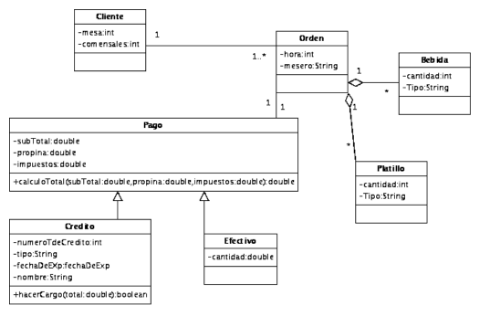 Cliente
-mesa:int
-comensales:int
1
1..*
Orden
-hora:int
-mesero:String
1
*
Bebida
-cantidad:int
-Tipo:String
1
1
1
*
Platillo
-cantidad:int
-Tipo:String
Pago
-subTotal:double
-propina:double
-impuestos:double
+calculoTotal(subTotal:double,propina:double,impuestos:double):double
Credito
-numeroTdeCredito:int
-tipo:String
-fechaDeEXp:fechaDeExp
-nombre:String
+hacerCargo(total:double):boolean
Efectivo
-cantidad:double